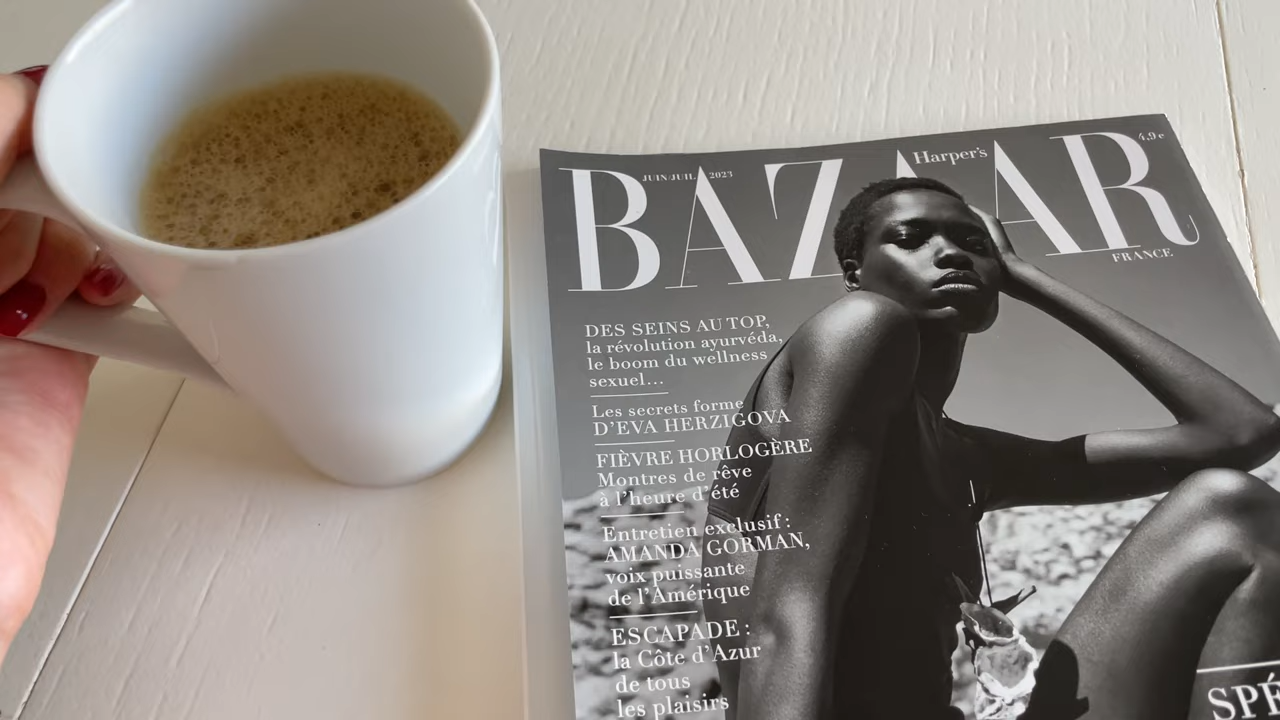 Harper's
BAZAAR
JUIN/JUIL 2023
4,9 €
FRANCE
DES SEINS AU TOP,
la révolution ayurvéda,
le boom du wellness
sexuel...
Les secrets forme
D'EVA HERZIGOVA
FIÈVRE HORLOGÈRE
Montres de rêve
à l'heure d'été
Entretien exclusif :
AMANDA GORMAN,
voix puissante
de l'Amérique
ESCAPADE :
la Côte d'Azur
de tous
les plaisirs
SPÉ